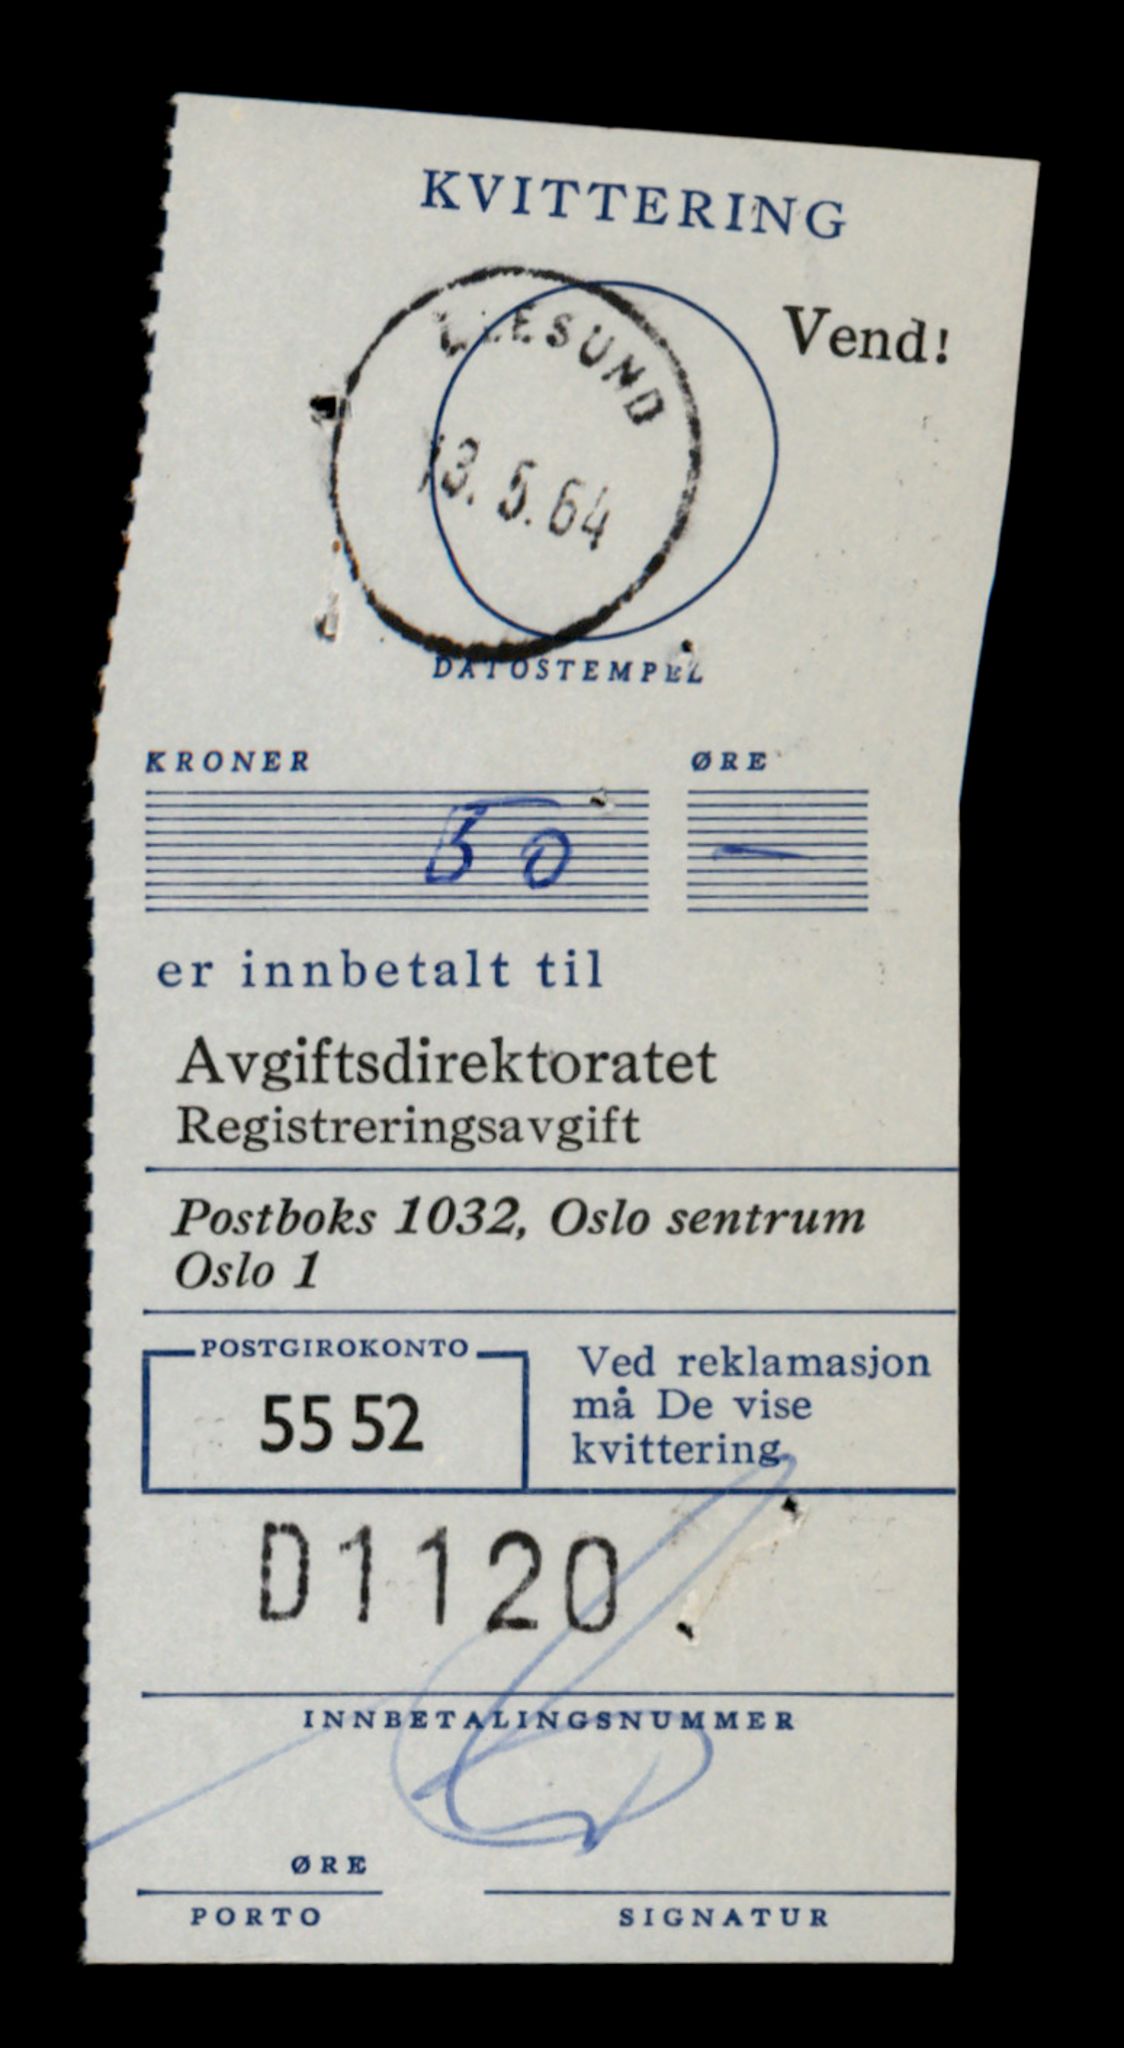 KVITTERING
Vend!
LESUND
13.5.64
DATOSTEMPEL
KRONER ØRE
50 —
er innbetalt til
Avgiftsdirektoratet
Registreringsavgift
Postboks 1032, Oslo sentrum
Oslo 1
POSTGIROKONTO
55 52
Ved reklamasjon
må De vise
kvittering
D1120
INNBETALINGSNUMMER
ØRE
PORTO SIGNATUR